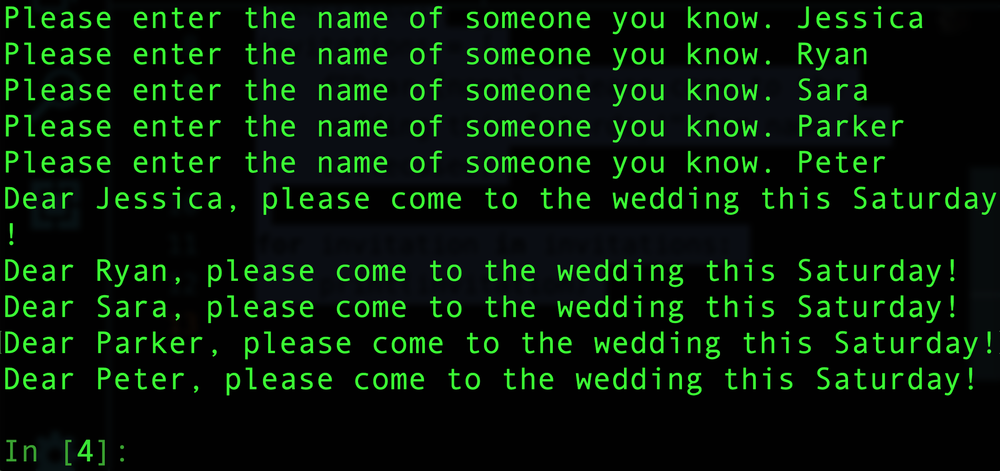 Please enter the name of someone you know. Jessica
Please enter the name of someone you know. Ryan
Please enter the name of someone you know. Sara
Please enter the name of someone you know. Parker
Please enter the name of someone you know. Peter
Dear Jessica, please come to the wedding this Saturday
!
for invitation in invitations:
Dear Ryan, please come to the wedding this Saturday!
Dear Sara, please come to the wedding this Saturday!
Dear Parker, please come to the wedding this Saturday!
Dear Peter, please come to the wedding this Saturday!
In [4]: